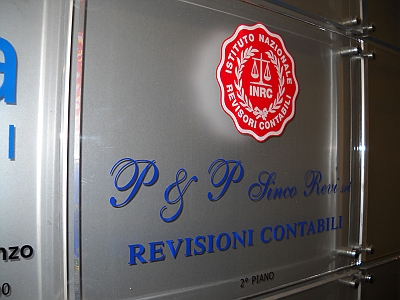 ISTITUTO NAZIONALE
INRC
REVISORI CONTABILI
P & P Sinco
REVISIONI CONTABILI
2° PIANO
nzo